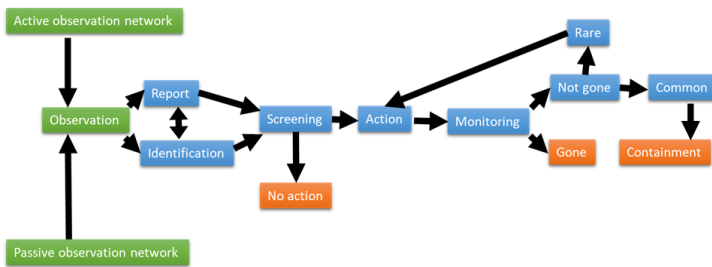 Active observation network
Rare
Report
Not gone
Common
Observation
Screening
Action
Monitoring
Identification
Gone
Containment
No action
Passive observation network